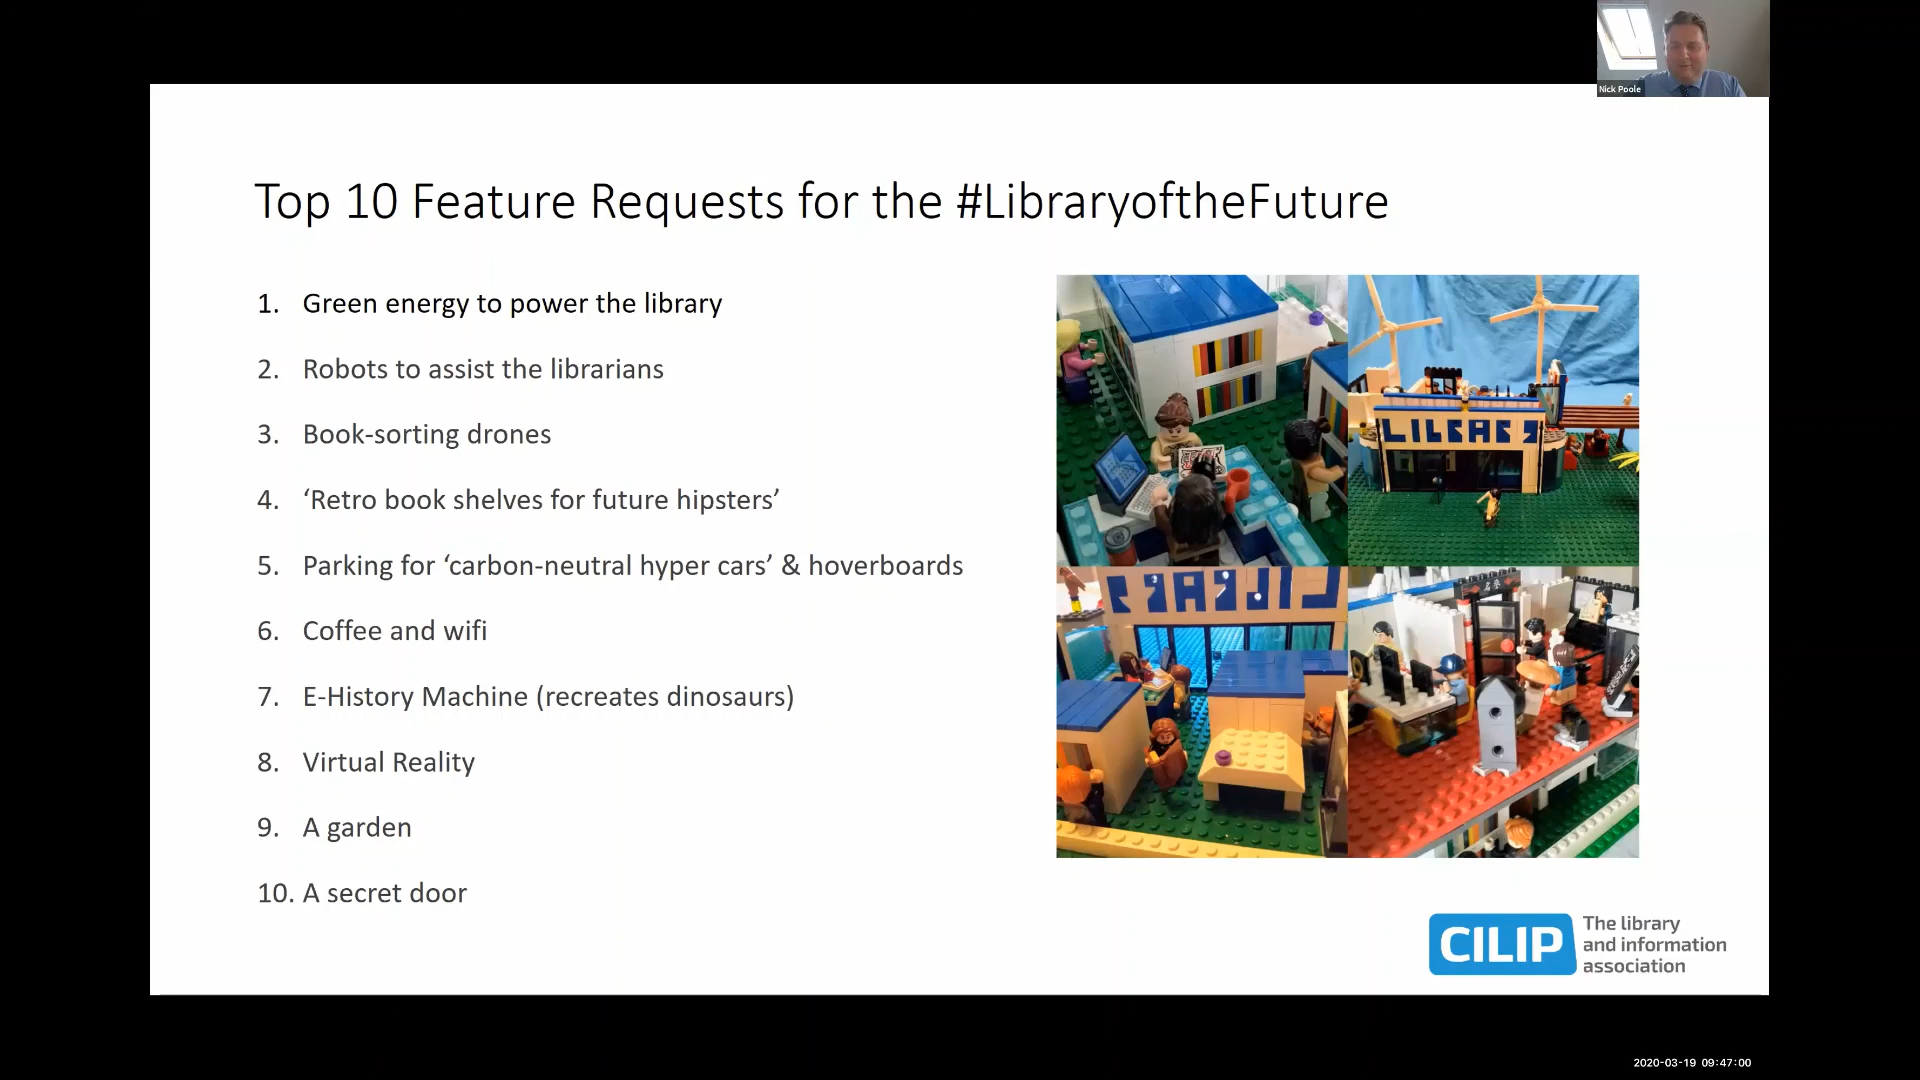 Nick Poole
Top 10 Feature Requests for the #LibraryoftheFuture
1. Green energy to power the library
2. Robots to assist the librarians
3. Book-sorting drones
4. ‘Retro book shelves for future hipsters’
5. Parking for ‘carbon-neutral hyper cars’ & hoverboards
6. Coffee and wifi
7. E-History Machine (recreates dinosaurs)
8. Virtual Reality
9. A garden
10. A secret door
LIBRARY
CILIP
The library
and information
association
2020-03-19 09:47:00